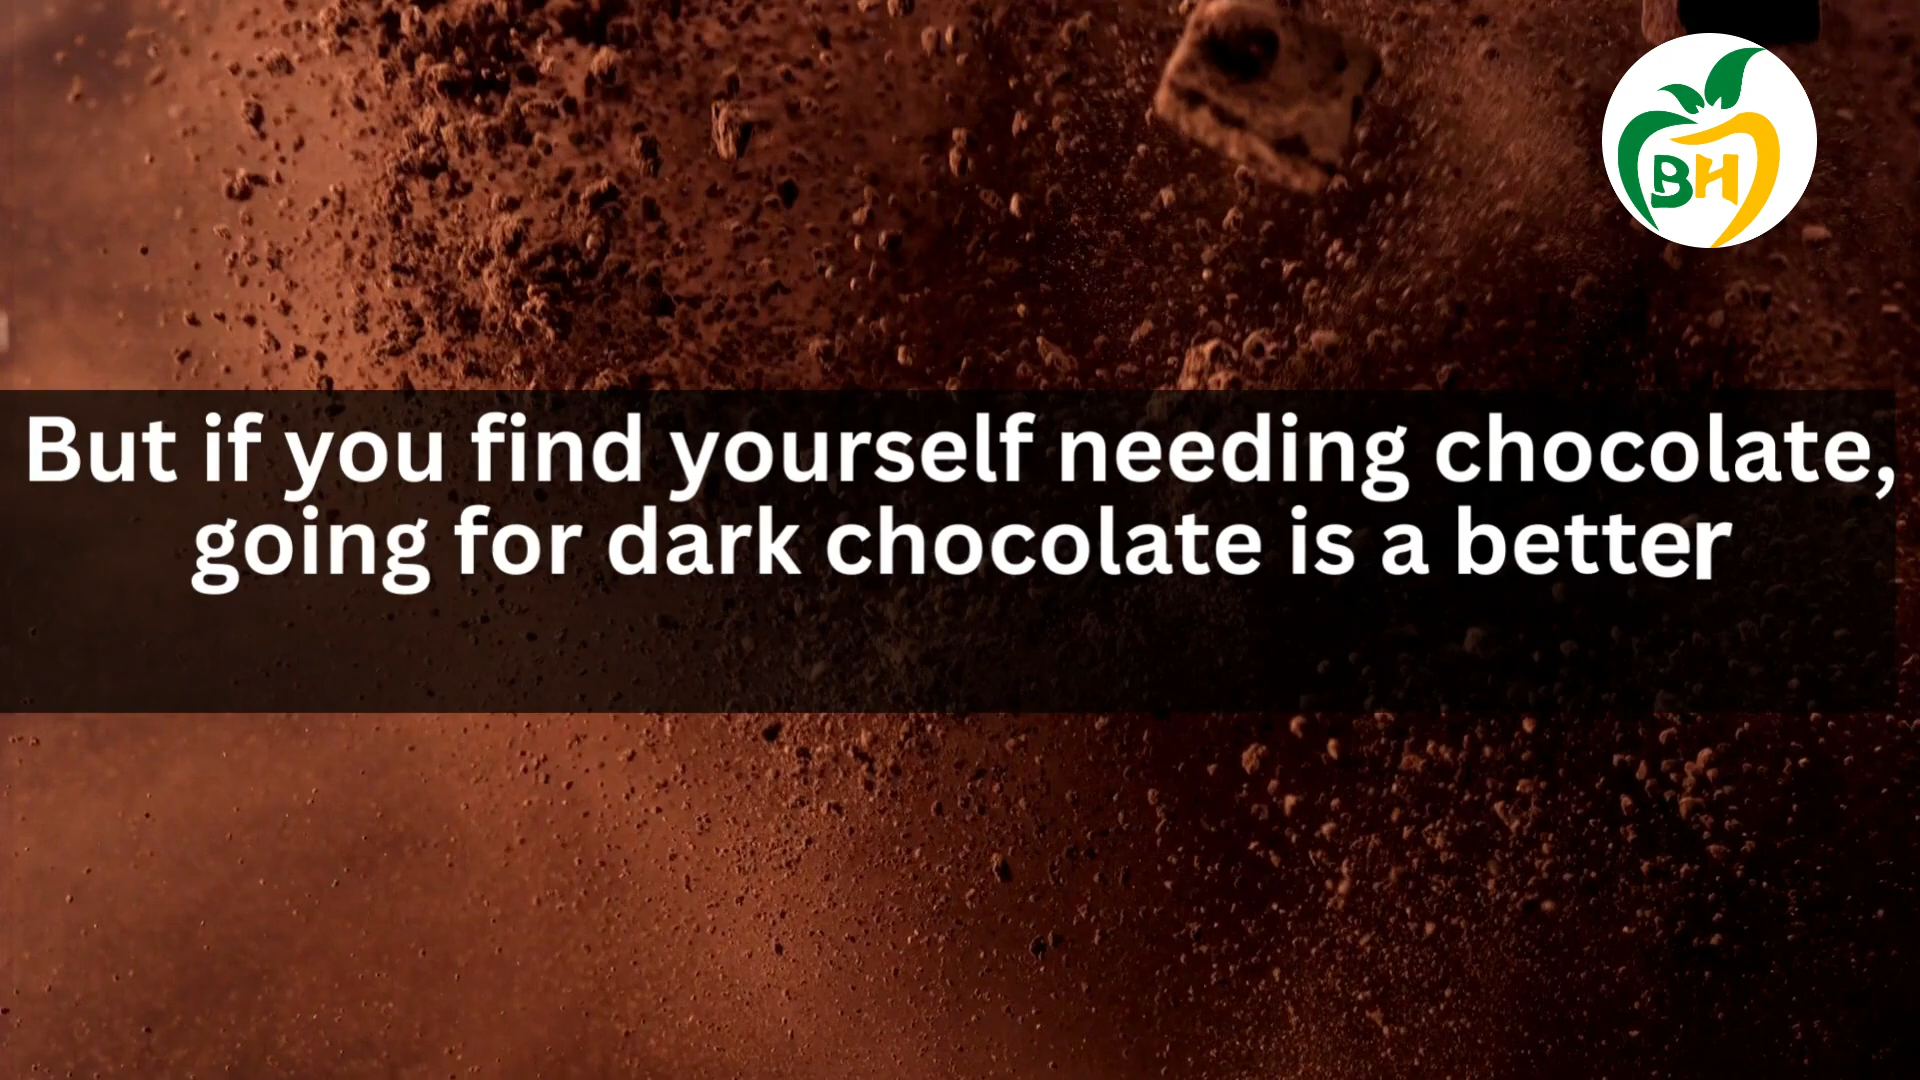 BH
But if you find yourself needing chocolate,
going for dark chocolate is a better